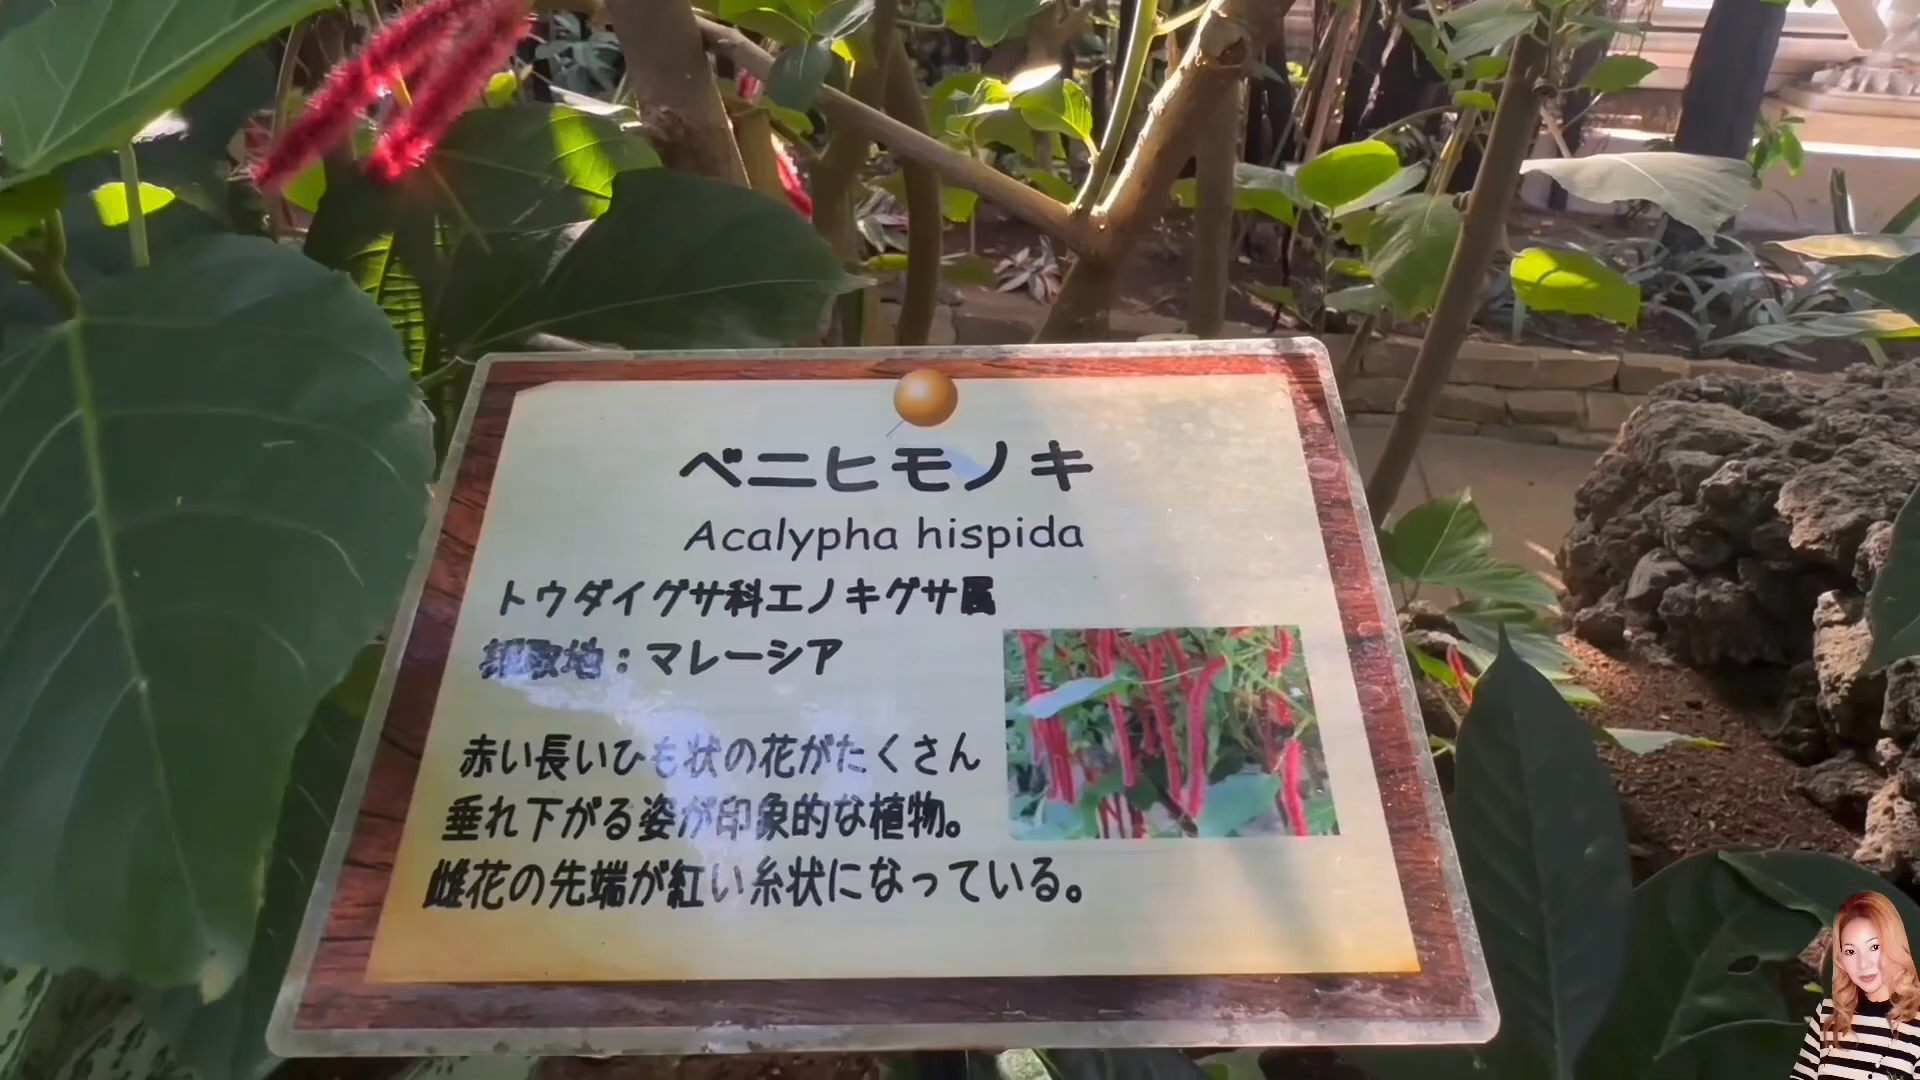 ベニヒモノキ
Acalypha hispida
トウダイグサ科エノキグサ属
：マレーシア
赤い長いひも状の花がたくさん
垂れ下がる姿が印象的な植物。
雌花の先端が紅い糸状になっている。